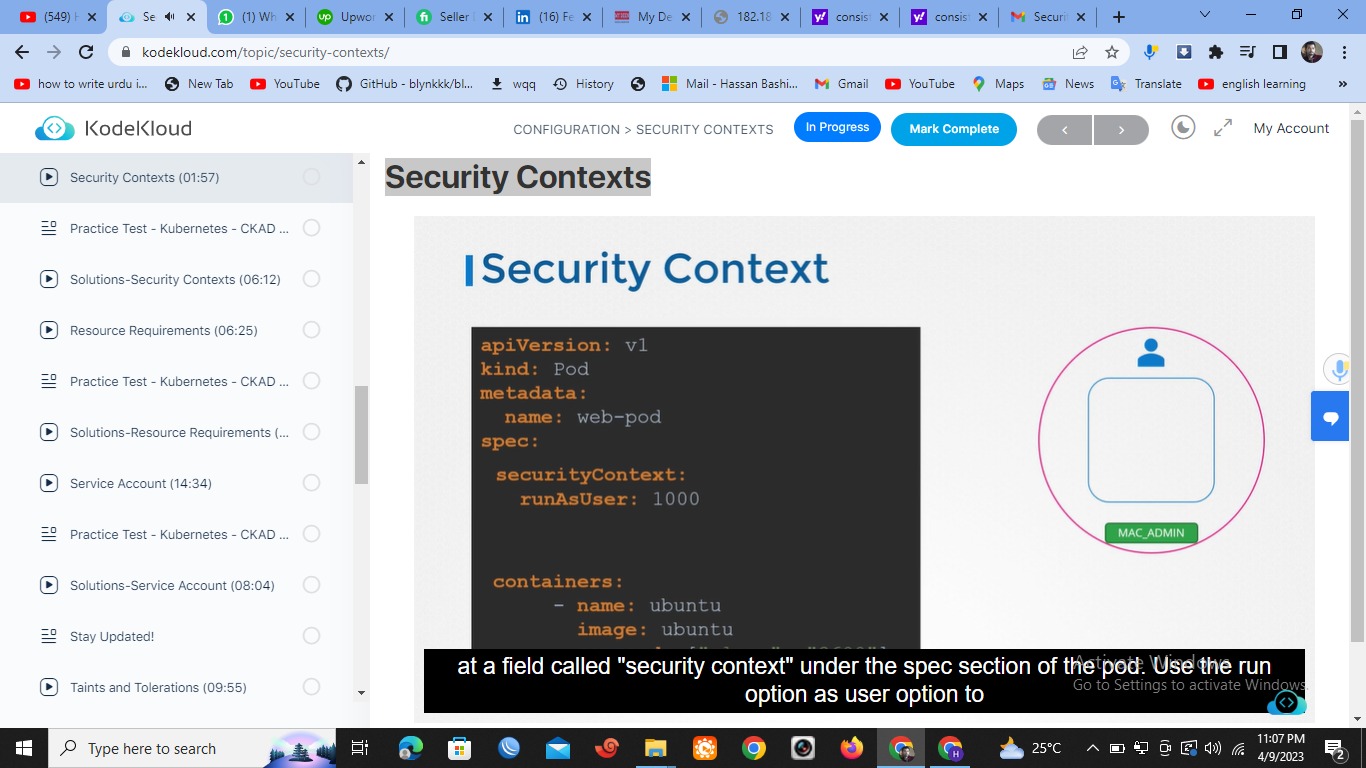 (549) H
Se
(1) Wh
Upwor
Seller
(16) Fe
My De
182.18
consist
consist
Securit
kodekloud.com/topic/security-contexts/
how to write urdu i...
New Tab
YouTube
GitHub - blynkkk/bl...
wqq
History
Mail - Hassan Bashi...
Gmail
YouTube
Maps
News
Translate
english learning
»
KodeKloud
CONFIGURATION > SECURITY CONTEXTS
In Progress
Mark Complete
My Account
Security Contexts (01:57)
Practice Test - Kubernetes - CKAD ...
Solutions-Security Contexts (06:12)
Resource Requirements (06:25)
Practice Test - Kubernetes - CKAD ...
Solutions-Resource Requirements (...
Service Account (14:34)
Practice Test - Kubernetes - CKAD ...
Solutions-Service Account (08:04)
Stay Updated!
Taints and Tolerations (09:55)
Security Contexts
Security Context
apiVersion: v1
kind: Pod
metadata:
name: web-pod
spec:
securityContext:
runAsUser: 1000
containers:
- name: ubuntu
image: ubuntu
MAC_ADMIN
at a field called "security context" under the spec section of the pod. Use the run
option as user option to
Activate Windows
Go to Settings to activate Windows.
Type here to search
25°C
11:07 PM
4/9/2023
2